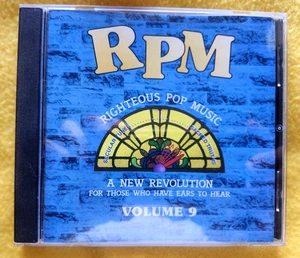 RPM
RIGHTEOUS POP MUSIC
A NEW REVOLUTION
FOR THOSE WHO HAVE EARS TO HEAR
VOLUME 9